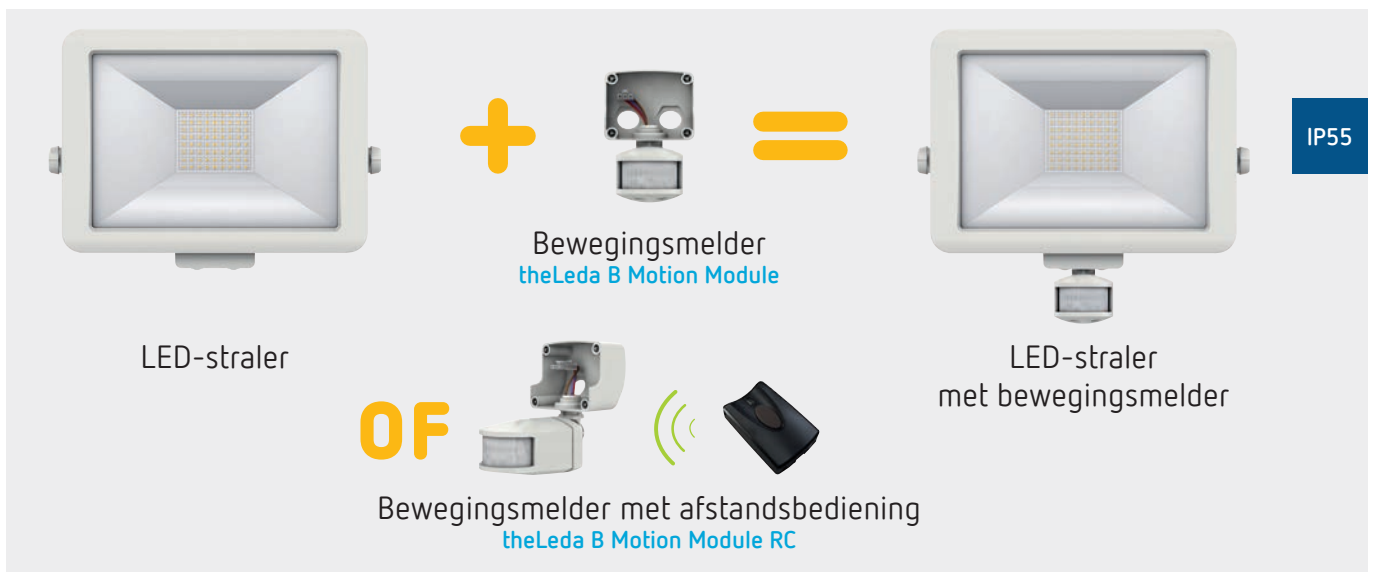 IP55
Bewegingsmelder
theLeda B Motion Module
LED-straler
LED-straler
met bewegingsmelder
OF
Bewegingsmelder met afstandsbediening
theLeda B Motion Module RC